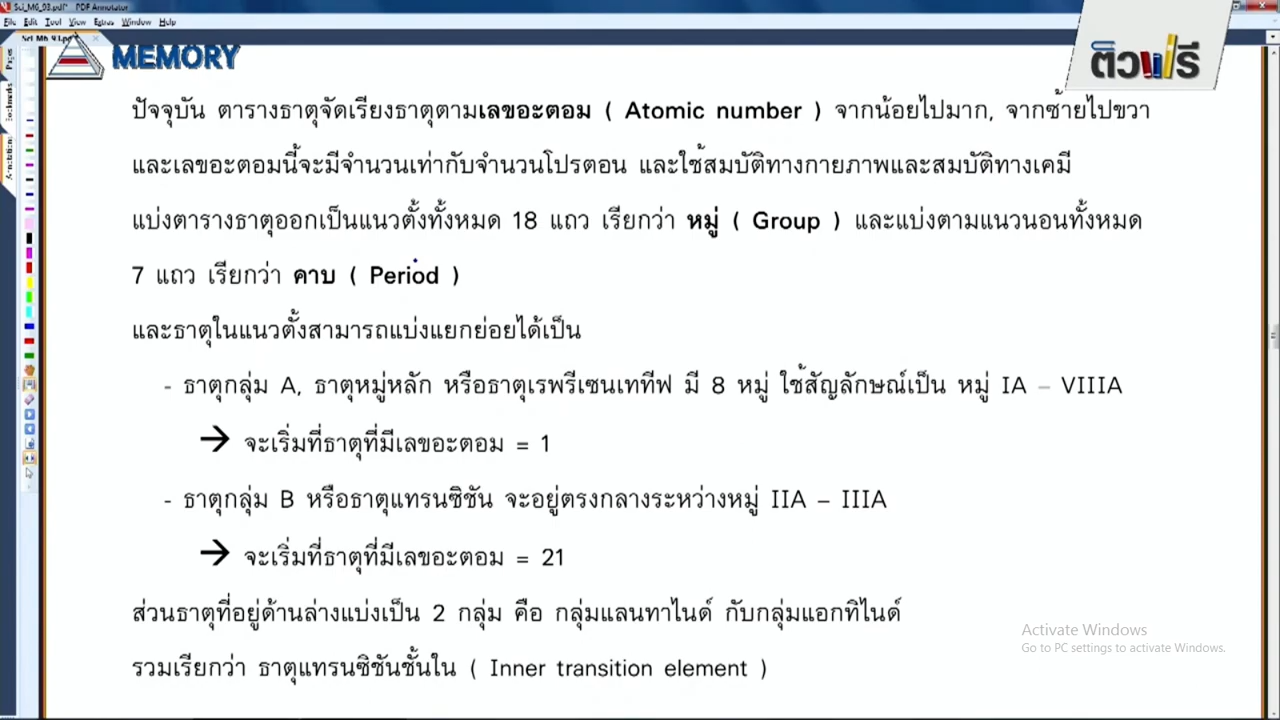 Sci_M6_93.pdf* - PDF Annotator
File Edit Tool View Extras Window Help
Sci_M6_93.pdf*
Pages
Bookmarks
Annotations
MEMORY
ติวฟรี
ปัจจุบัน ตารางธาตุจัดเรียงธาตุตามเลขอะตอม ( Atomic number ) จากน้อยไปมาก, จากซ้ายไปขวา
และเลขอะตอมนี้จะมีจำนวนเท่ากับจำนวนโปรตอน และใช้สมบัติทางกายภาพและสมบัติทางเคมี
แบ่งตารางธาตุออกเป็นแนวตั้งทั้งหมด 18 แถว เรียกว่า หมู่ ( Group ) และแบ่งตามแนวนอนทั้งหมด
7 แถว เรียกว่า คาบ ( Period )
และธาตุในแนวตั้งสามารถแบ่งแยกย่อยได้เป็น
- ธาตุกลุ่ม A, ธาตุหมู่หลัก หรือธาตุเรพรีเซนเททีฟ มี 8 หมู่ ใช้สัญลักษณ์เป็น หมู่ IA – VIIIA
→ จะเริ่มที่ธาตุที่มีเลขอะตอม = 1
- ธาตุกลุ่ม B หรือธาตุแทรนซิชัน จะอยู่ตรงกลางระหว่างหมู่ IIA – IIIA
→ จะเริ่มที่ธาตุที่มีเลขอะตอม = 21
ส่วนธาตุที่อยู่ด้านล่างแบ่งเป็น 2 กลุ่ม คือ กลุ่มแลนทาไนด์ กับกลุ่มแอกทิไนด์
รวมเรียกว่า ธาตุแทรนซิชันชั้นใน ( Inner transition element )
Activate Windows
Go to PC settings to activate Windows.